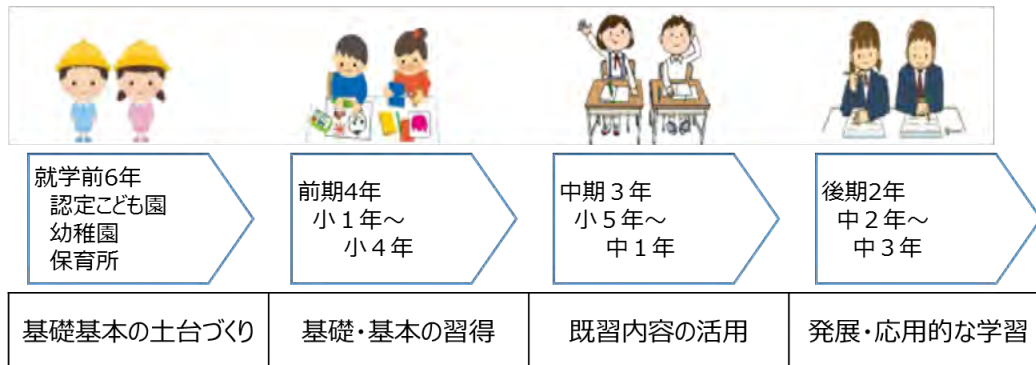 就学前6年
認定こども園
幼稚園
保育所
前期4年
小１年～
小４年
中期３年
小５年～
中１年
後期2年
中２年～
中３年
基礎基本の土台づくり
基礎・基本の習得
既習内容の活用
発展・応用的な学習